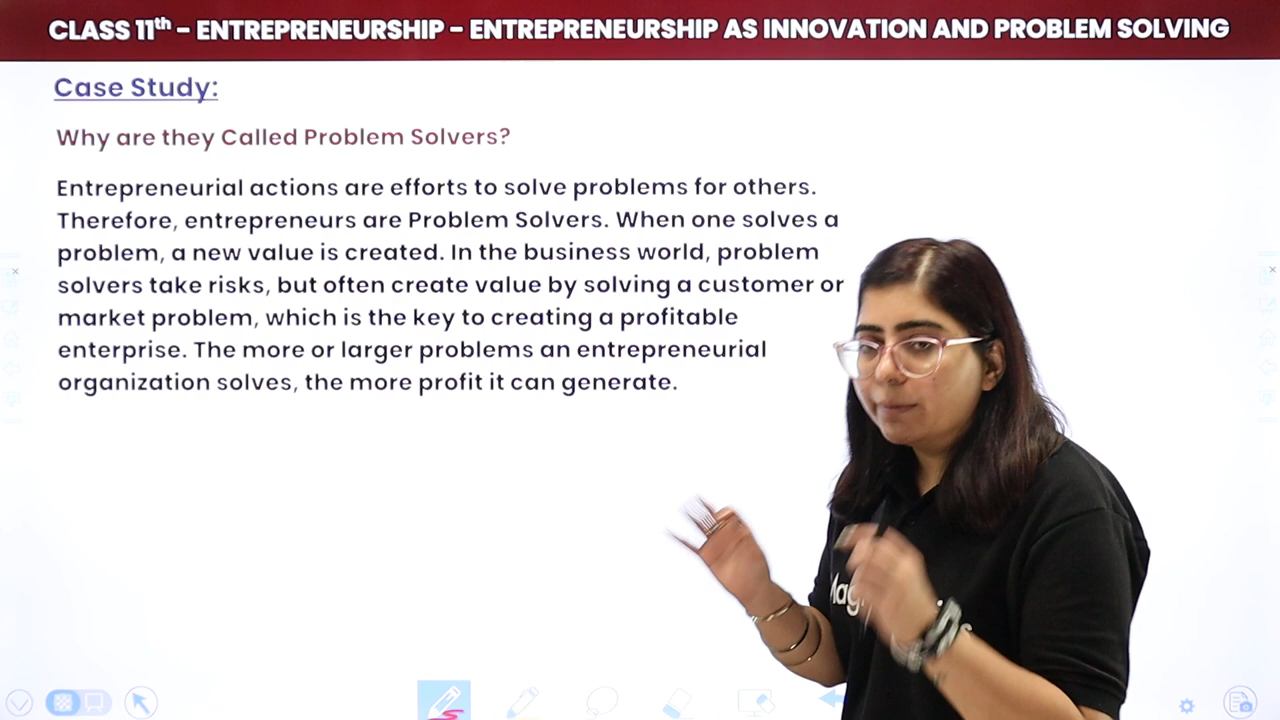 CLASS 11th - ENTREPRENEURSHIP - ENTREPRENEURSHIP AS INNOVATION AND PROBLEM SOLVING
Case Study:
Why are they Called Problem Solvers?
Entrepreneurial actions are efforts to solve problems for others.
Therefore, entrepreneurs are Problem Solvers. When one solves a
problem, a new value is created. In the business world, problem
solvers take risks, but often create value by solving a customer or
market problem, which is the key to creating a profitable
enterprise. The more or larger problems an entrepreneurial
organization solves, the more profit it can generate.